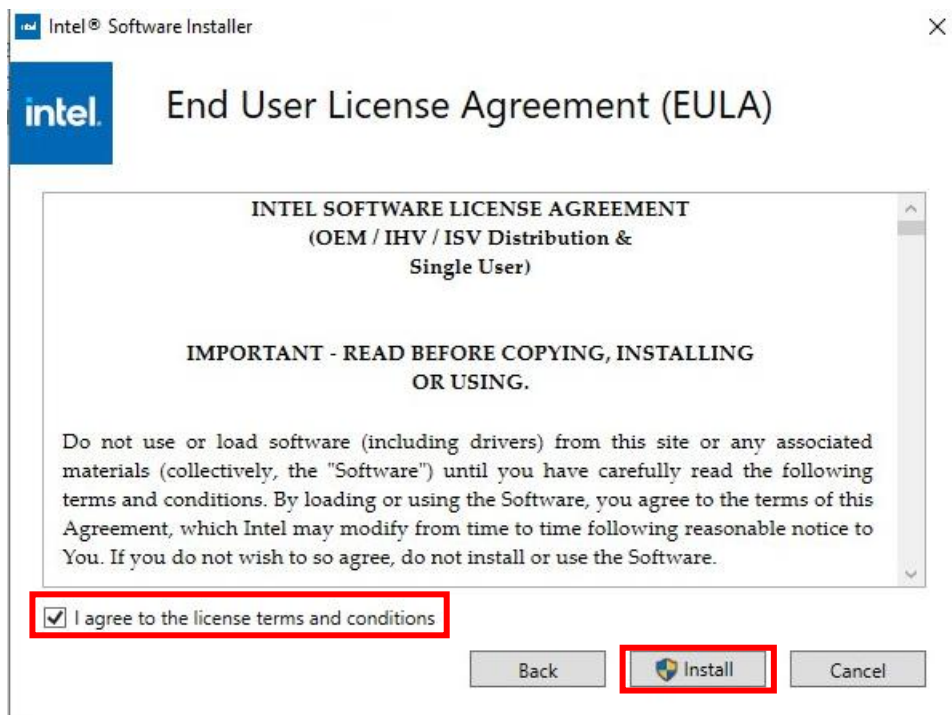 intel Intel® Software Installer
intel.
End User License Agreement (EULA)
INTEL SOFTWARE LICENSE AGREEMENT
(OEM / IHV / ISV Distribution &
Single User)
IMPORTANT - READ BEFORE COPYING, INSTALLING
OR USING.
Do not use or load software (including drivers) from this site or any associated
materials (collectively, the "Software") until you have carefully read the following
terms and conditions. By loading or using the Software, you agree to the terms of this
Agreement, which Intel may modify from time to time following reasonable notice to
You. If you do not wish to so agree, do not install or use the Software.
I agree to the license terms and conditions
Back Install Cancel